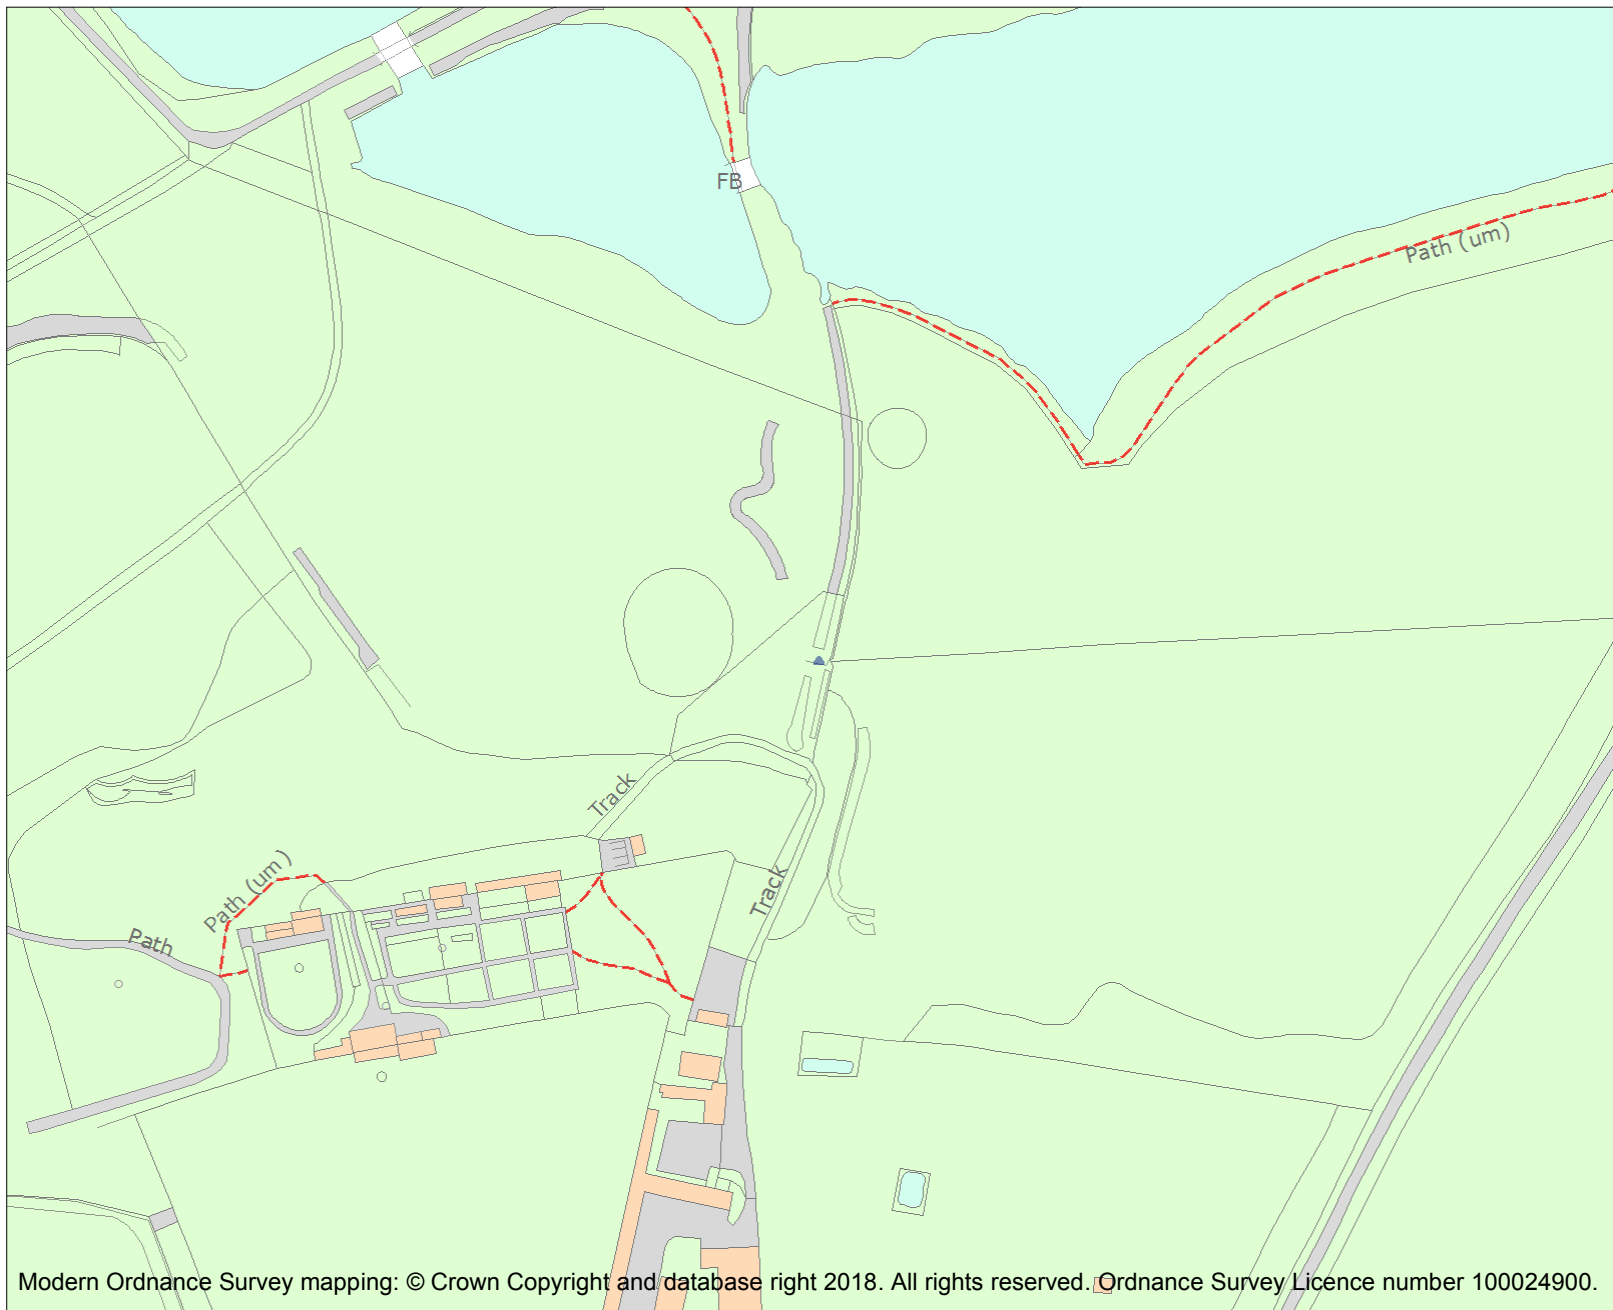 FB
Path (um)
Track
Path (um)
Track
Path
Modern Ordnance Survey mapping: © Crown Copyright and database right 2018. All rights reserved. Ordnance Survey Licence number 100024900.